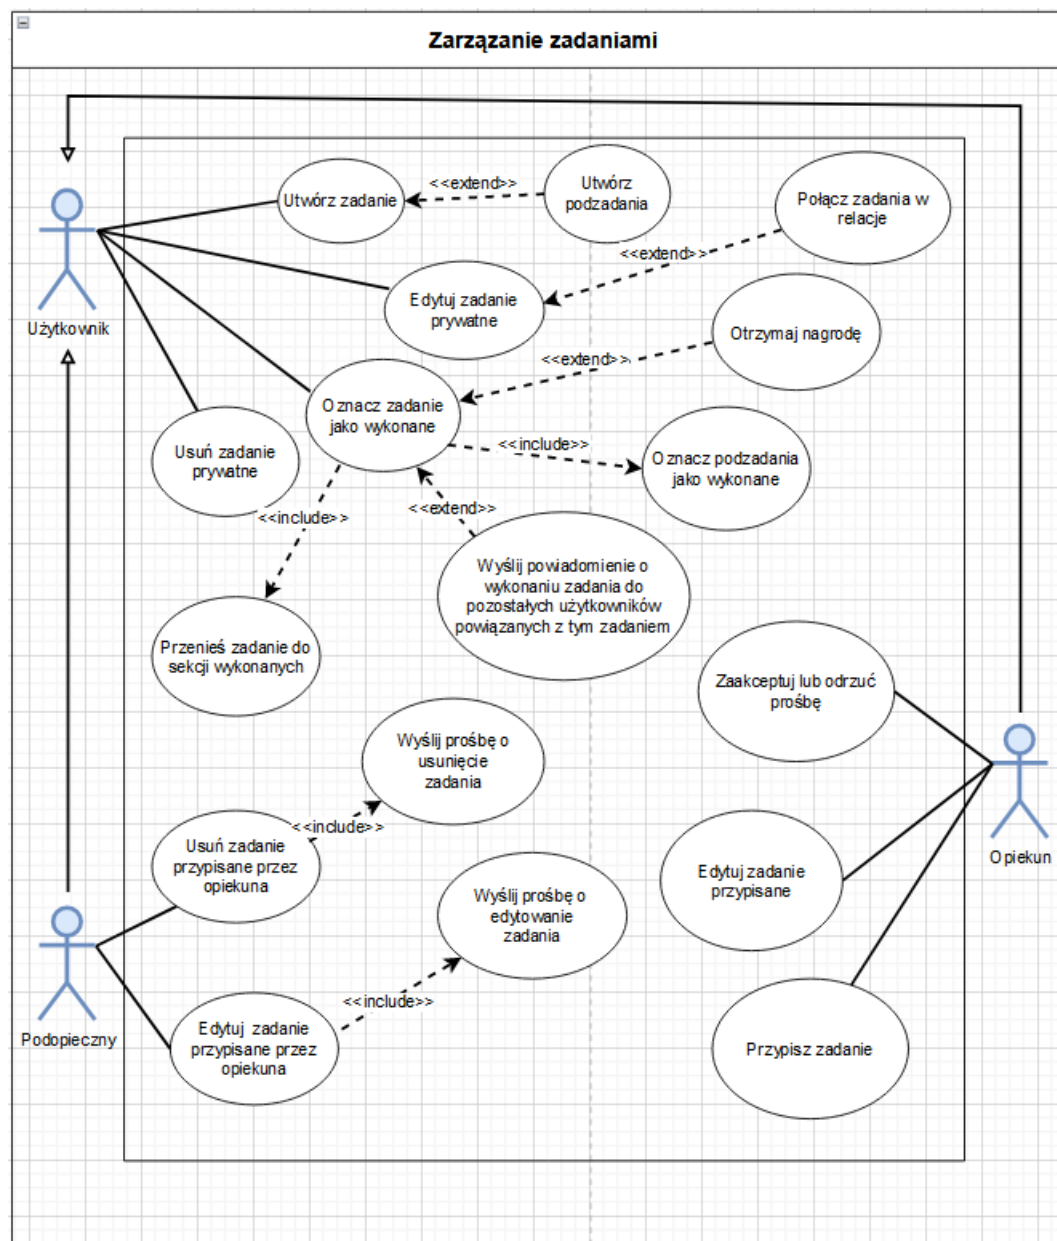 Zarzązanie zadaniami
Utwórz zadanie
<<extend>>
Utwórz
podzadania
Połącz zadania w
relacje
<<extend>>
Użytkownik
Edytuj zadanie
prywatne
Otrzymaj nagrodę
<<extend>>
Oznacz zadanie
jako wykonane
<<include>>
Oznacz podzadania
jako wykonane
Usuń zadanie
prywatne
<<extend>>
<<include>>
Wyślij powiadomienie o
wykonaniu zadania do
pozostałych użytkowników
powiązanych z tym zadaniem
Przenieś zadanie do
sekcji wykonanych
Zaakceptuj lub odrzuć
prośbę
Wyślij prośbę o
usunięcie
zadania
<<include>>
Usuń zadanie
przypisane przez
opiekuna
Opiekun
Edytuj zadanie
przypisane
Wyślij prośbę o
edytowanie
zadania
<<include>>
Podopieczny
Edytuj zadanie
przypisane przez
opiekuna
Przypisz zadanie